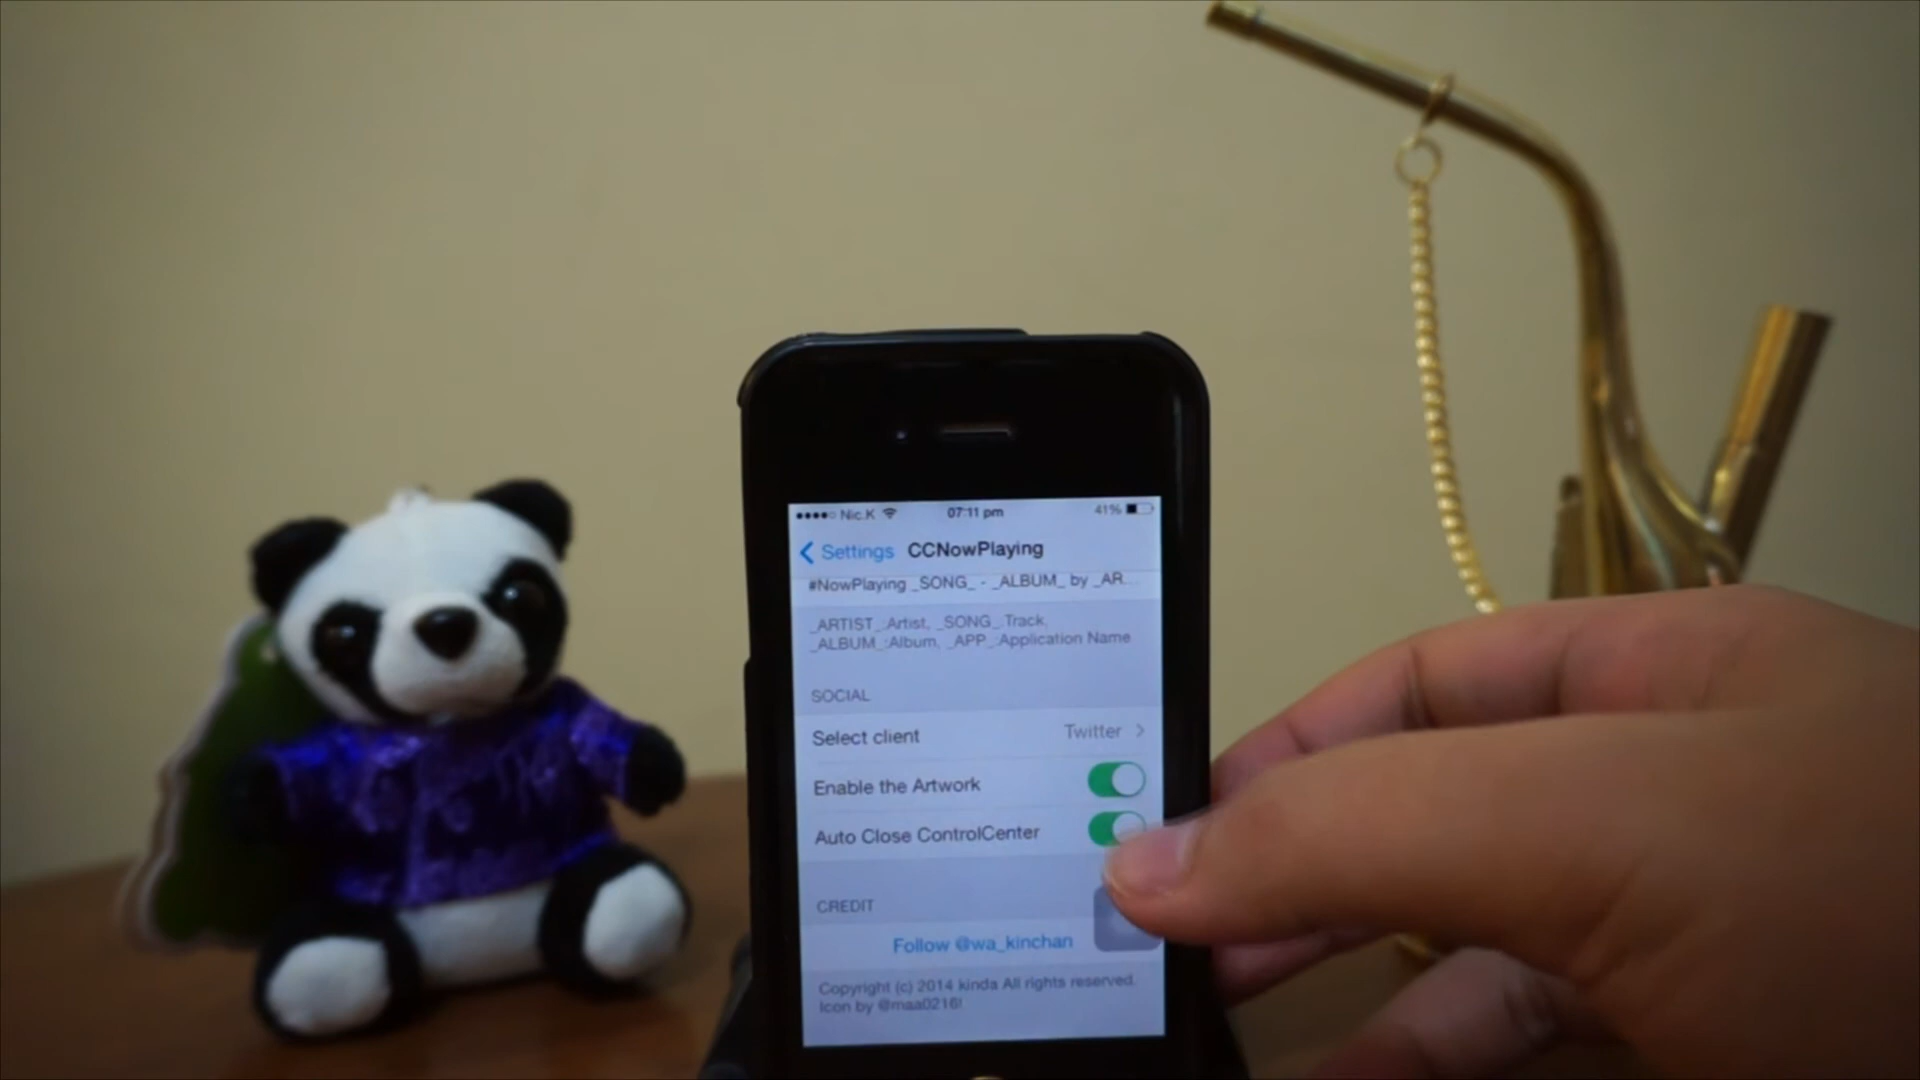 Nic.K 07:11 pm 41%
Settings CCNowPlaying
#NowPlaying _SONG_ - _ALBUM_ by _AR...
_ARTIST_:Artist, _SONG_:Track,
_ALBUM_:Album, _APP_:Application Name
SOCIAL
Select client Twitter
Enable the Artwork
Auto Close ControlCenter
CREDIT
Follow @wa_kinchan
Copyright (c) 2014 kinda All rights reserved.
Icon by @maa0216!